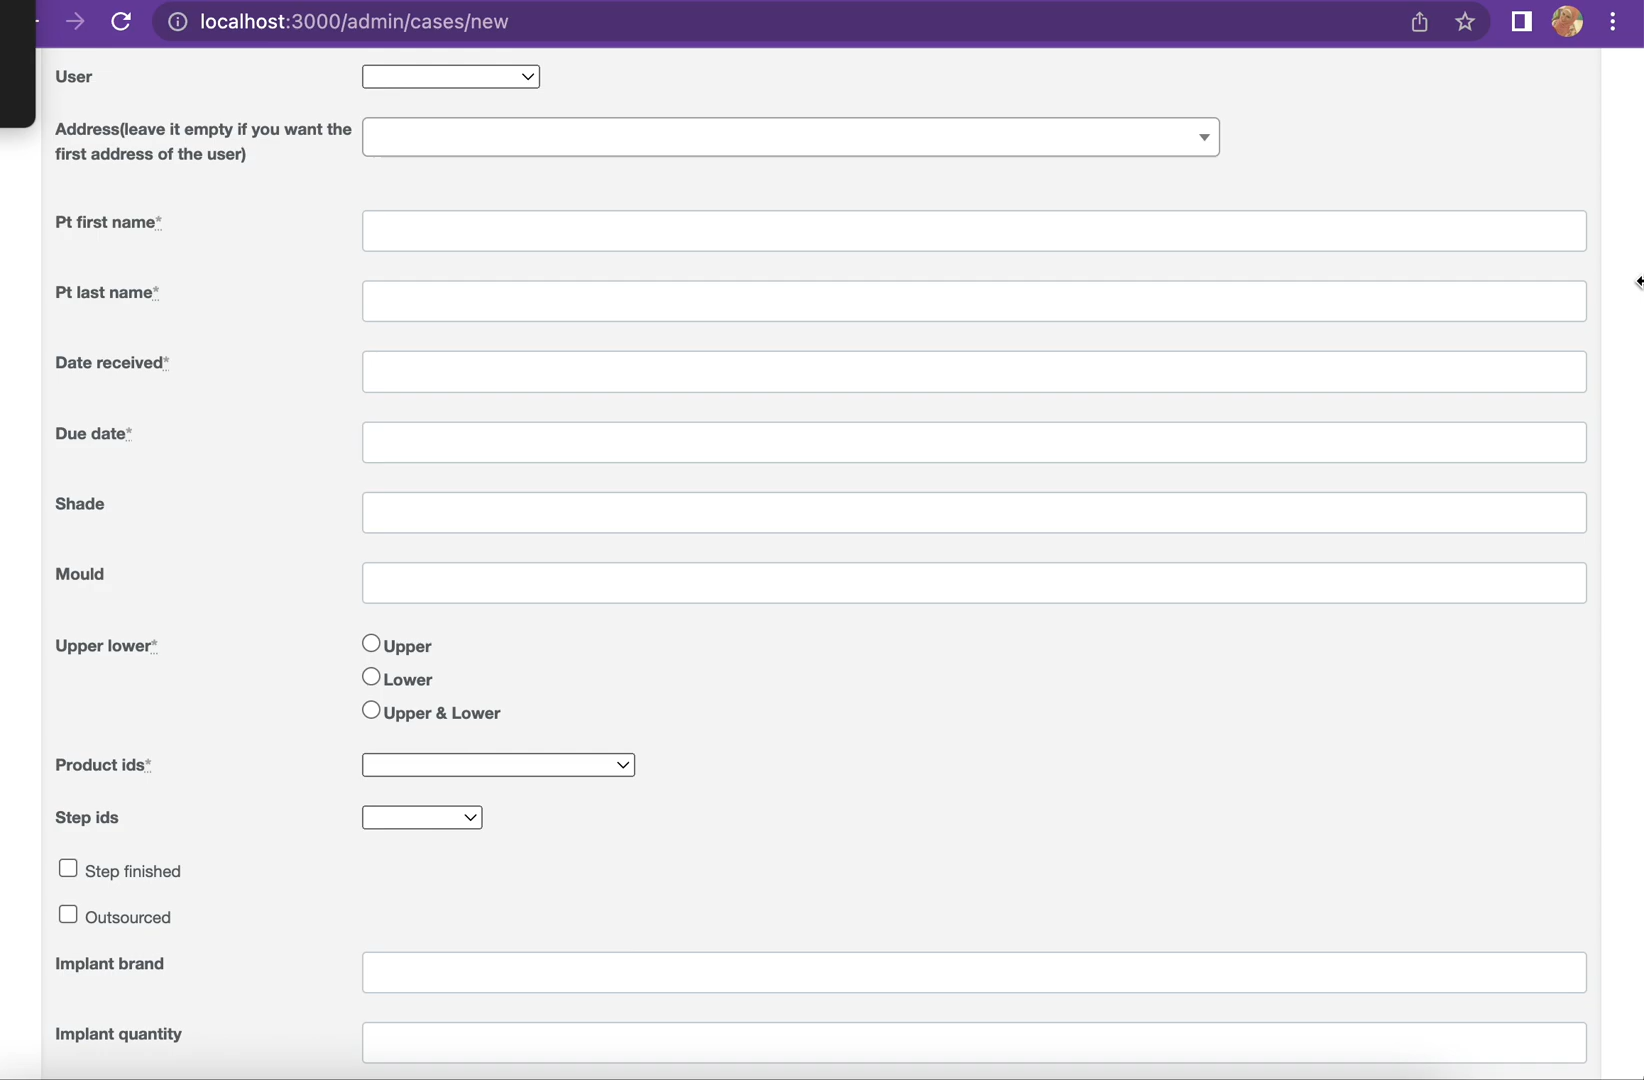 localhost:3000/admin/cases/new
User
Address(leave it empty if you want the
first address of the user)
Pt first name*
Pt last name*
Date received*
Due date*
Shade
Mould
Upper lower*
Upper
Lower
Upper & Lower
Product ids*
Step ids
Step finished
Outsourced
Implant brand
Implant quantity